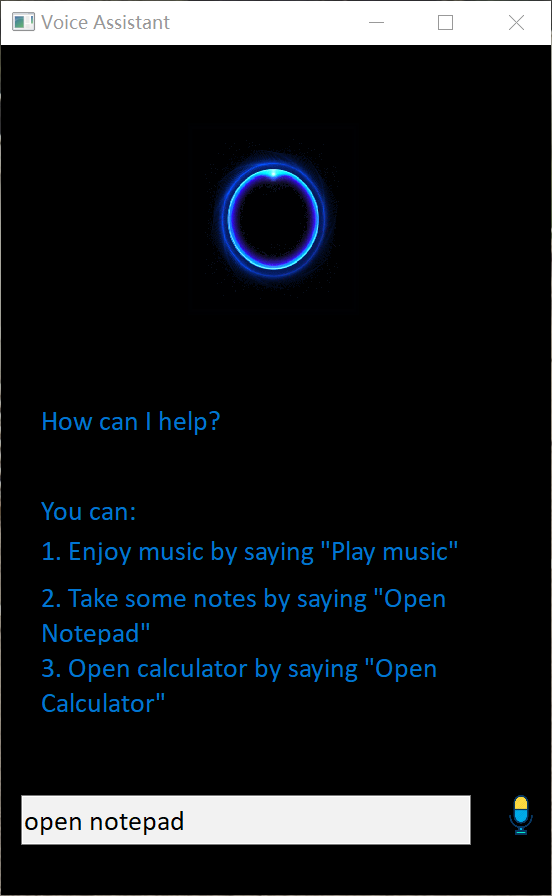 Voice Assistant
How can I help?
You can:
1. Enjoy music by saying "Play music"
2. Take some notes by saying "Open
Notepad"
3. Open calculator by saying "Open
Calculator"
open notepad